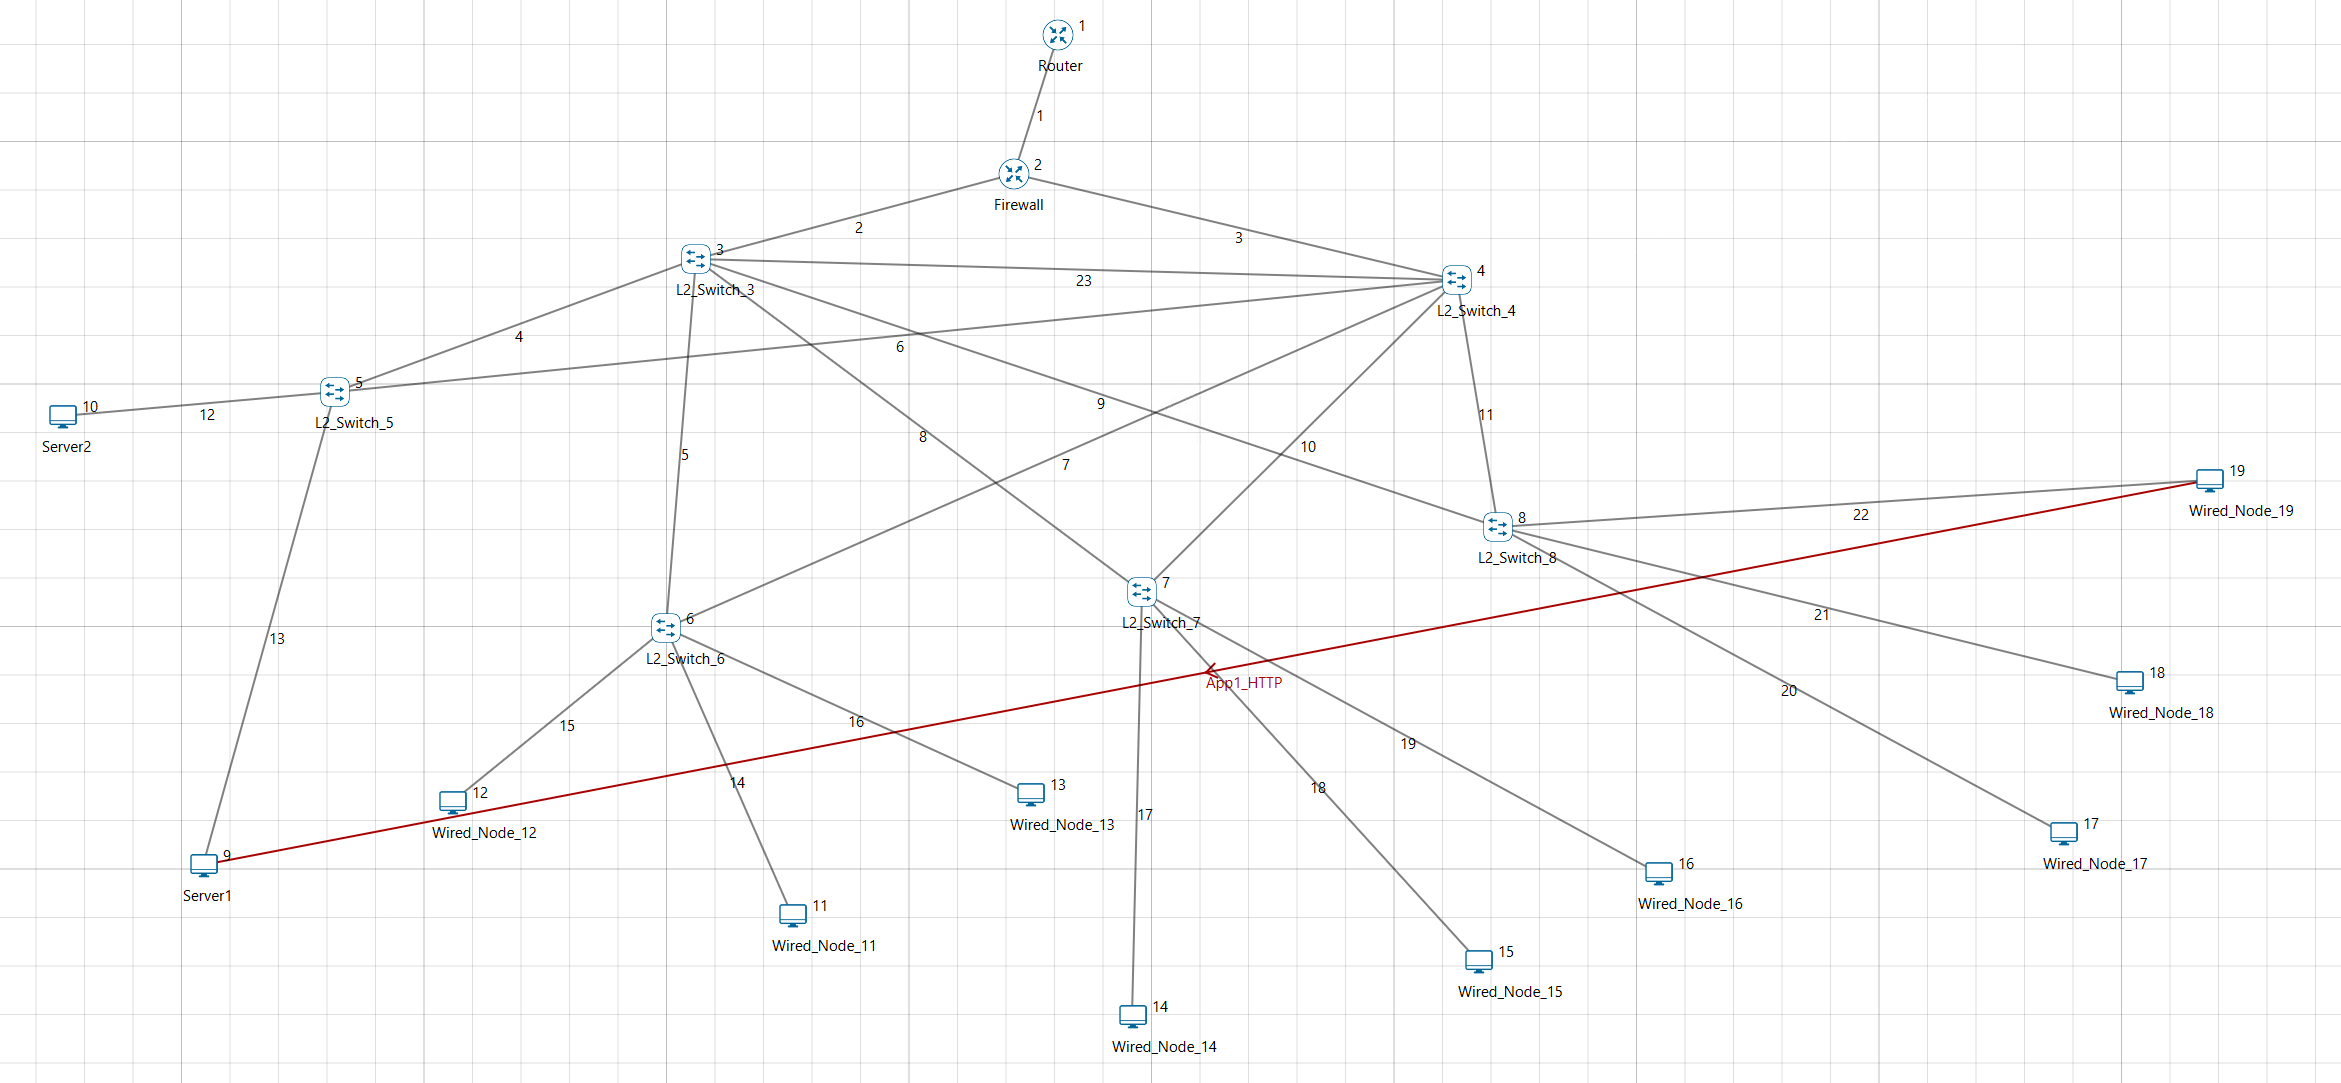 1
Router
1
2
Firewall
2
3
3
L2_Switch_3
23
4
L2_Switch_4
4
6
5
L2_Switch_5
10
12
Server2
8
9
10
11
5
7
19
Wired_Node_19
22
8
L2_Switch_8
7
L2_Switch_7
6
L2_Switch_6
13
21
20
18
Wired_Node_18
App1_HTTP
15
16
14
19
18
17
12
Wired_Node_12
13
Wired_Node_13
17
Wired_Node_17
9
Server1
16
Wired_Node_16
11
Wired_Node_11
15
Wired_Node_15
14
Wired_Node_14